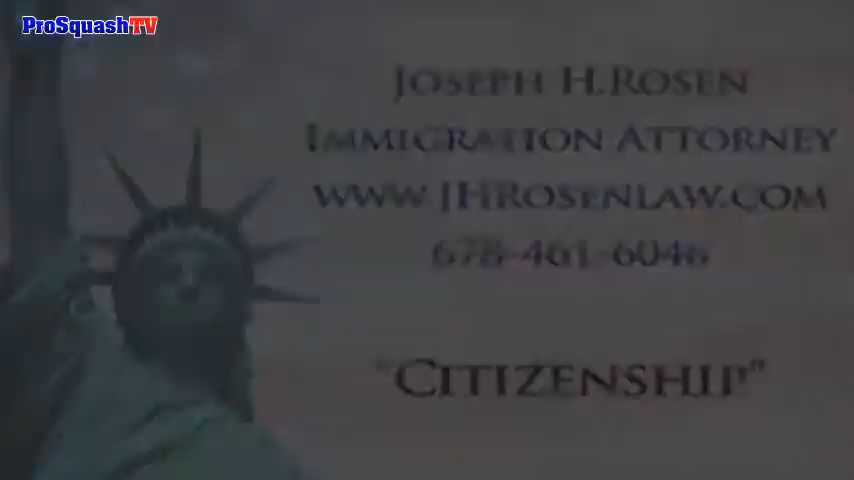 ProSquashTV
JOSEPH H.ROSEN
IMMIGRATION ATTORNEY
WWW.JHROSENLAW.COM
678-461-6046
"CITIZENSHIP"